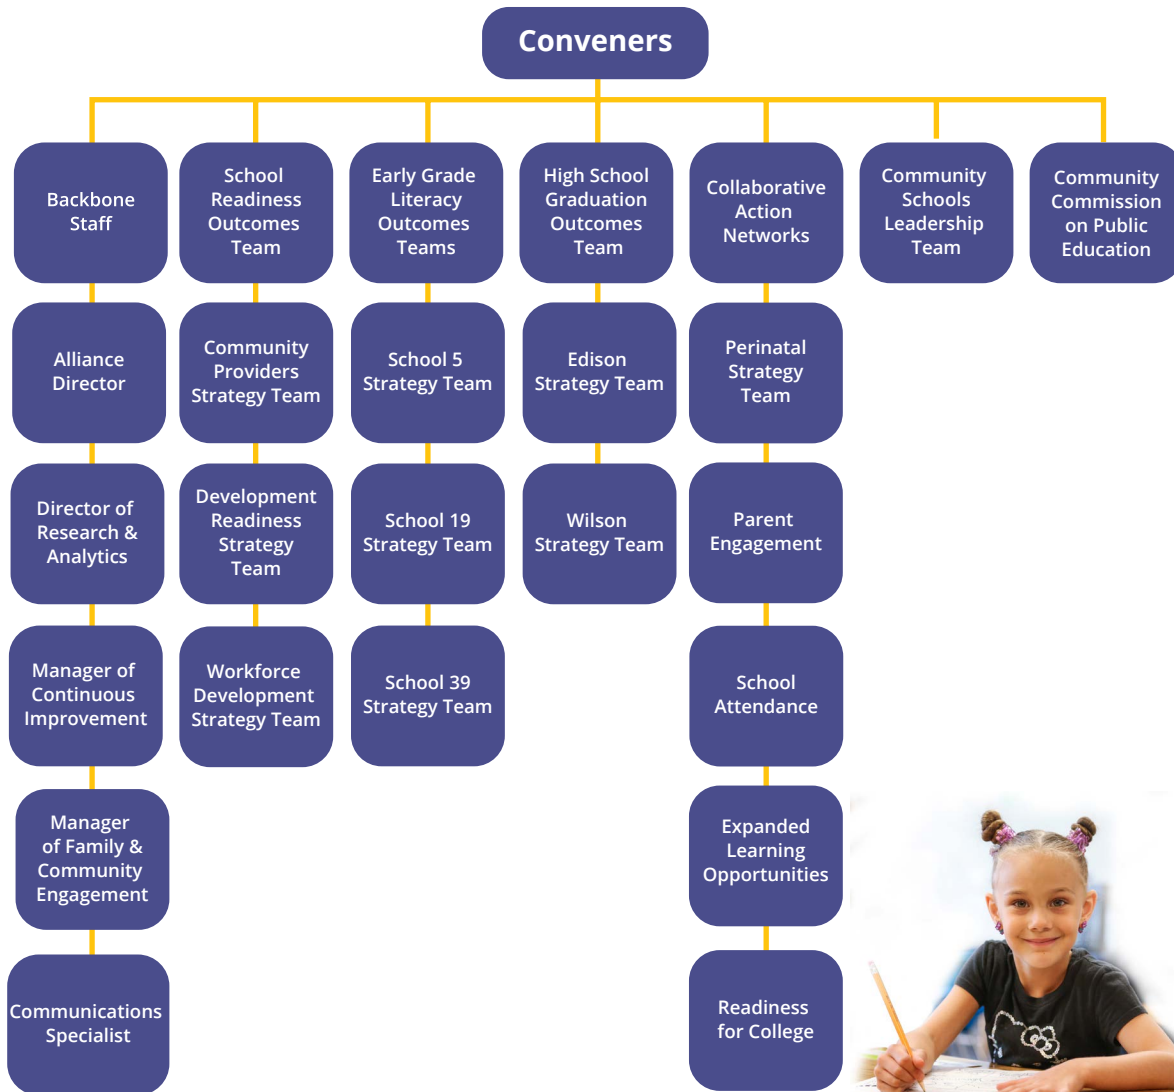 Conveners
Backbone
Staff
School
Readiness
Outcomes
Team
Early Grade
Literacy
Outcomes
Teams
High School
Graduation
Outcomes
Team
Collaborative
Action
Networks
Community
Schools
Leadership
Team
Community
Commission
on Public
Education
Alliance
Director
Community
Providers
Strategy Team
School 5
Strategy Team
Edison
Strategy Team
Perinatal
Strategy
Team
Director of
Research &
Analytics
Development
Readiness
Strategy
Team
School 19
Strategy Team
Wilson
Strategy Team
Parent
Engagement
Manager of
Continuous
Improvement
Workforce
Development
Strategy Team
School 39
Strategy Team
School
Attendance
Manager
of Family &
Community
Engagement
Expanded
Learning
Opportunities
Communications
Specialist
Readiness
for College